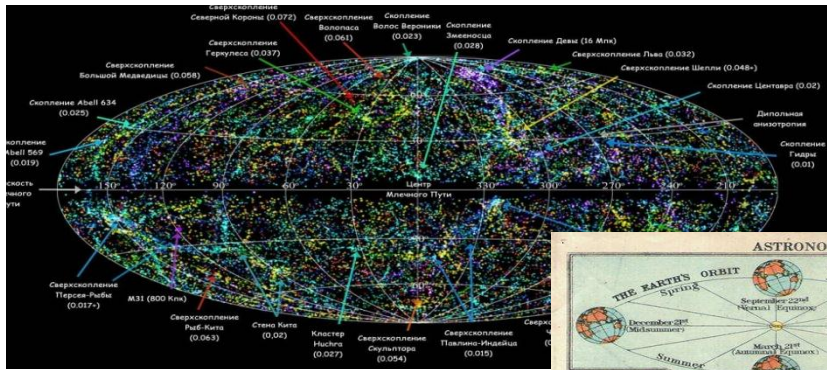 Сверхскопление
Северной Короны (0.072)
Сверхскопление
Волопаса
(0.061)
Скопление
Волос Вероники
(0.023)
Скопление
Змееносца
(0.028)
Сверхскопление
Геркулеса (0.037)
Скопление Девы (16 Мпк)
Сверхскопление Льва (0.032)
Сверхскопление
Большой Медведицы (0.058)
Сверхскопление Шепли (0.048+)
Скопление Abell 634
(0.025)
Скопление Центавра (0.02)
Дипольная
анизотропия
Abell 569
(0.019)
Скопление
Гидры
(0.01)
150° 120° 90° 60° 30° Центр 330° 300° 270° 240° 210°
Млечного Пути
Сверхскопление
Персея-Рыбы
(0.017+)
M31 (800 Кпк)
Сверхскопление
Рыб-Кита
(0.063)
Стена Кита
(0,02)
Кластер
Huchra
(0.027)
Сверхскопление
Скульптора
(0.054)
Сверхскопление
Павлина-Индейца
(0.015)
ASTRONO
THE EARTH'S ORBIT
Spring
September 22nd
(Vernal Equinox)
December 21st
(Midsummer)
March 21st
(Autumnal Equinox)
Summer